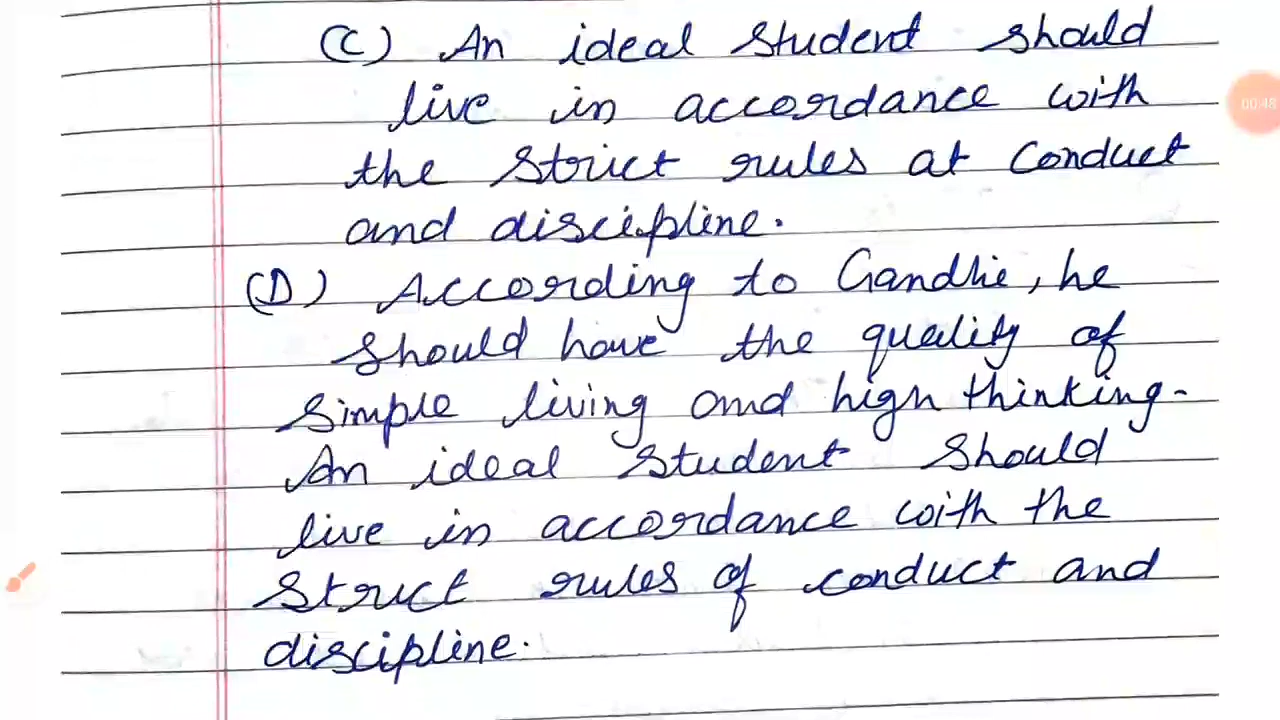 (C) An ideal student should
live in accordance with
the strict rules at conduct
and discipline.
(D) According to Gandhi, he
should have the quality of
simple living and high thinking.
An ideal student should
live in accordance with the
strict rules of conduct and
discipline.
00:48